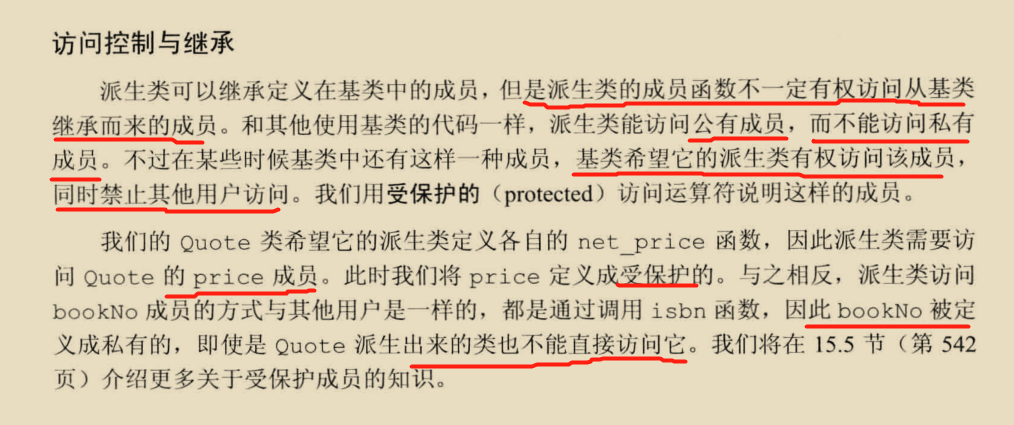 访问控制与继承
派生类可以继承定义在基类中的成员，但是派生类的成员函数不一定有权访问从基类
继承而来的成员。和其他使用基类的代码一样，派生类能访问公有成员，而不能访问私有
成员。不过在某些时候基类中还有这样一种成员，基类希望它的派生类有权访问该成员，
同时禁止其他用户访问。我们用受保护的（protected）访问运算符说明这样的成员。
我们的 Quote 类希望它的派生类定义各自的 net_price 函数，因此派生类需要访
问 Quote 的 price 成员。此时我们将 price 定义成受保护的。与之相反，派生类访问
bookNo 成员的方式与其他用户是一样的，都是通过调用 isbn 函数，因此 bookNo 被定
义成私有的，即使是 Quote 派生出来的类也不能直接访问它。我们将在 15.5 节（第 542
页）介绍更多关于受保护成员的知识。